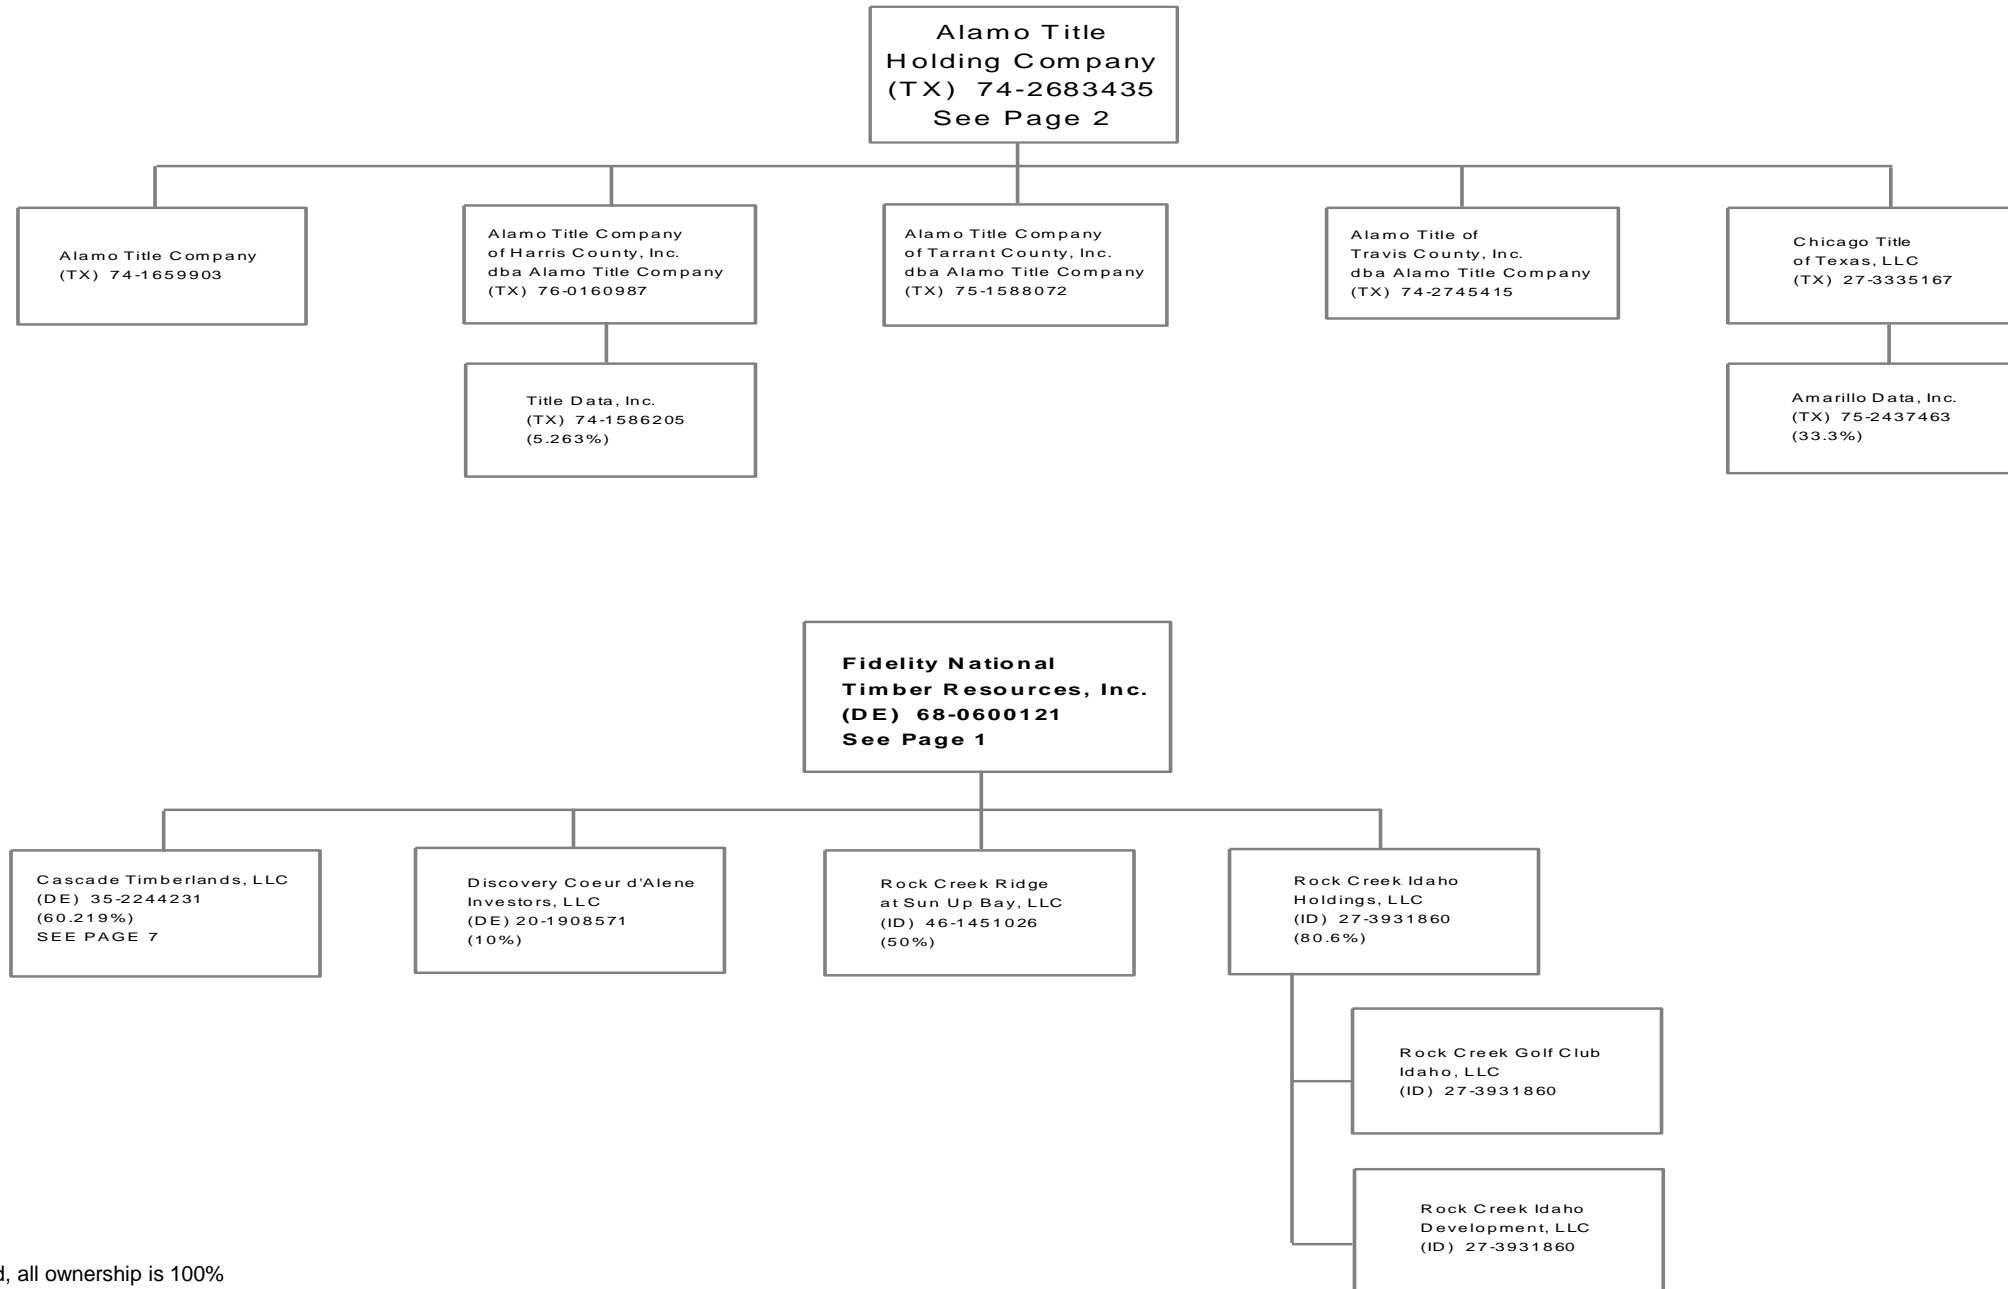 Alamo Title
Holding Company
(TX) 74-2683435
See Page 2
Alamo Title Company
(TX) 74-1659903
Alamo Title Company
of Harris County, Inc.
dba Alamo Title Company
(TX) 76-0160987
Alamo Title Company
of Tarrant County, Inc.
dba Alamo Title Company
(TX) 75-1588072
Alamo Title of
Travis County, Inc.
dba Alamo Title Company
(TX) 74-2745415
Chicago Title
of Texas, LLC
(TX) 27-3335167
Title Data, Inc.
(TX) 74-1586205
(5.263%)
Amarillo Data, Inc.
(TX) 75-2437463
(33.3%)
Fidelity National
Timber Resources, Inc.
(DE) 68-0600121
See Page 1
Cascade Timberlands, LLC
(DE) 35-2244231
(60.219%)
SEE PAGE 7
Discovery Coeur d'Alene
Investors, LLC
(DE) 20-1908571
(10%)
Rock Creek Ridge
at Sun Up Bay, LLC
(ID) 46-1451026
(50%)
Rock Creek Idaho
Holdings, LLC
(ID) 27-3931860
(80.6%)
Rock Creek Golf Club
Idaho, LLC
(ID) 27-3931860
Rock Creek Idaho
Development, LLC
(ID) 27-3931860
, all ownership is 100%